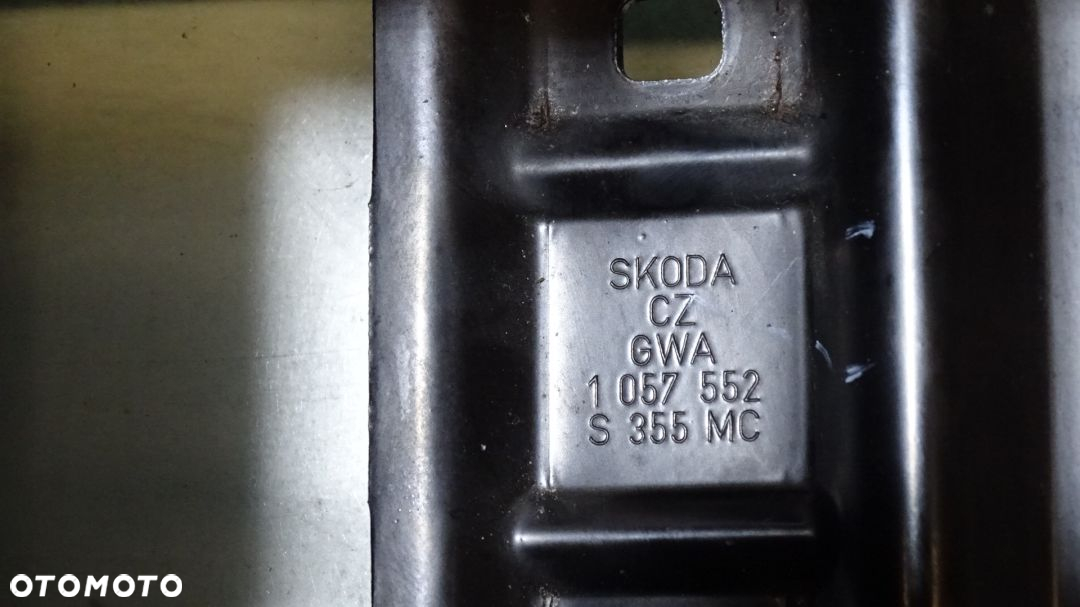 SKODA
CZ
GWA
1 057 552
S 355 MC
OTOMOTO